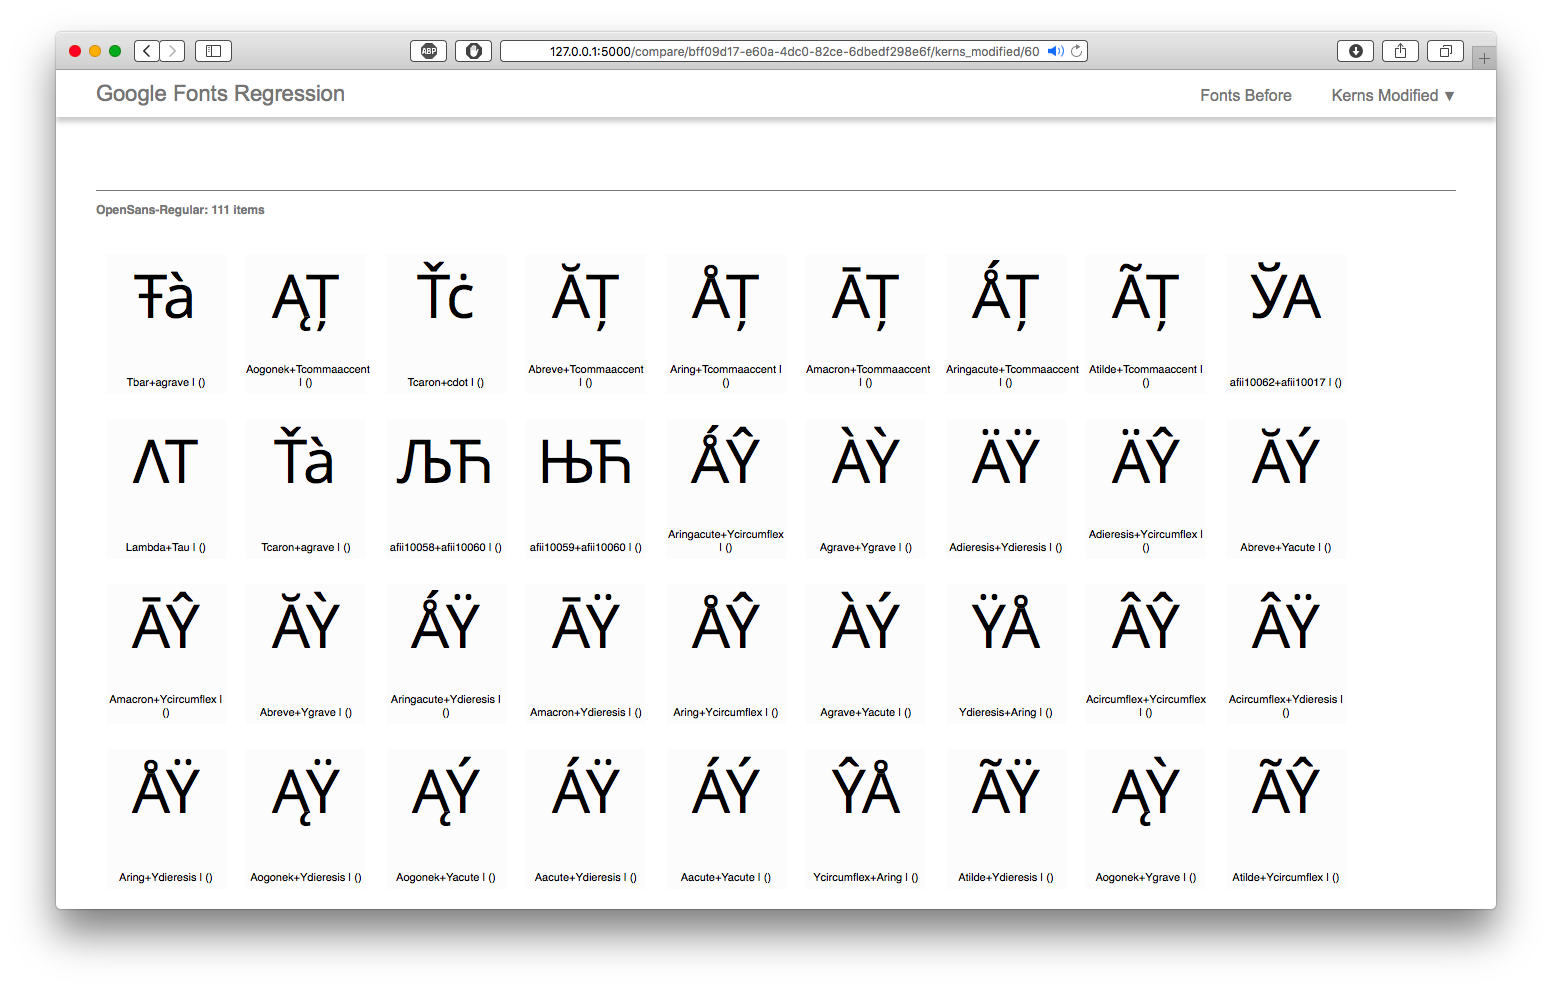 ABP
127.0.0.1:5000/compare/bff09d17-e60a-4dc0-82ce-6dbedf298e6f/kerns_modified/60
Google Fonts Regression
Fonts Before
Kerns Modified ▼
OpenSans-Regular: 111 items
Ŧà ĄŢ Ťċ ĂŢ ÅŢ ĀŢ ǺŢ ÃŢ ЎА
Tbar+agrave | () Aogonek+Tcommaaccent | () Tcaron+cdot | () Abreve+Tcommaaccent | () Aring+Tcommaaccent | () Amacron+Tcommaaccent | () Aringacute+Tcommaaccent | () Atilde+Tcommaaccent | () afii10062+afii10017 | ()
ΛΤ Ťà ЉЋ ЊЋ ǺŶ ÀỲ ÄŸ ÄŶ ĂÝ
Lambda+Tau | () Tcaron+agrave | () afii10058+afii10060 | () afii10059+afii10060 | () Aringacute+Ycircumflex | () Agrave+Ygrave | () Adieresis+Ydieresis | () Adieresis+Ycircumflex | () Abreve+Yacute | ()
ĀŶ ĂỲ ǺŸ ĀŸ ÅŶ ÀÝ ŸÅ ÂŶ ÂŸ
Amacron+Ycircumflex | () Abreve+Ygrave | () Aringacute+Ydieresis | () Amacron+Ydieresis | () Aring+Ycircumflex | () Agrave+Yacute | () Ydieresis+Aring | () Acircumflex+Ycircumflex | () Acircumflex+Ydieresis | ()
ÅŸ ĄŸ ĄÝ ÁŸ ÁÝ ŶÅ ÃŸ ĄỲ ÃŶ
Aring+Ydieresis | () Aogonek+Ydieresis | () Aogonek+Yacute | () Aacute+Ydieresis | () Aacute+Yacute | () Ycircumflex+Aring | () Atilde+Ydieresis | () Aogonek+Ygrave | () Atilde+Ycircumflex | ()